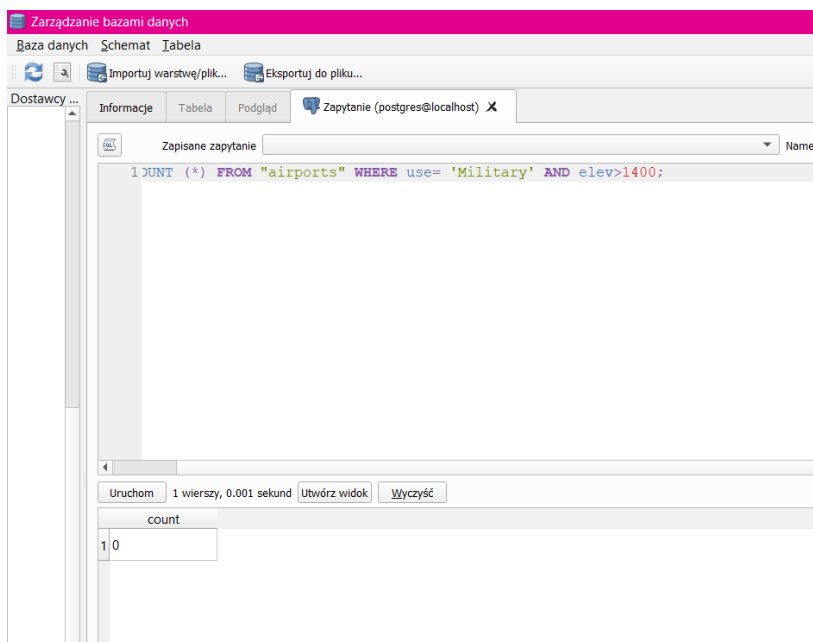 Zarządzanie bazami danych
Baza danych Schemat Tabela
Importuj warstwę/plik... Eksportuj do pliku...
Dostawcy ...
Informacje Tabela Podgląd Zapytanie (postgres@localhost) X
SQL Zapisane zapytanie Name
1 OUNT (*) FROM "airports" WHERE use= 'Military' AND elev>1400;
Uruchom 1 wierszy, 0.001 sekund Utwórz widok Wyczyść
count
1 0